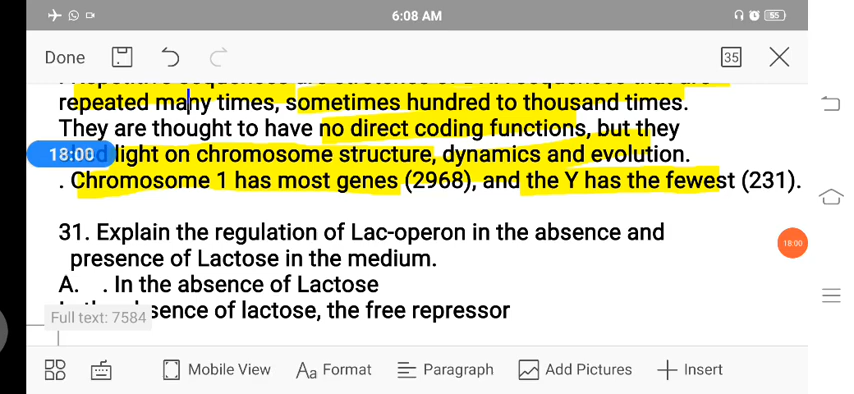 6:08 AM
55
Done
35
repeated many times, sometimes hundred to thousand times.
They are thought to have no direct coding functions, but they
18:00 light on chromosome structure, dynamics and evolution.
. Chromosome 1 has most genes (2968), and the Y has the fewest (231).
31. Explain the regulation of Lac-operon in the absence and
presence of Lactose in the medium.
18:00
A. . In the absence of Lactose
sence of lactose, the free repressor
Full text: 7584
Mobile View
Format
Paragraph
Add Pictures
Insert